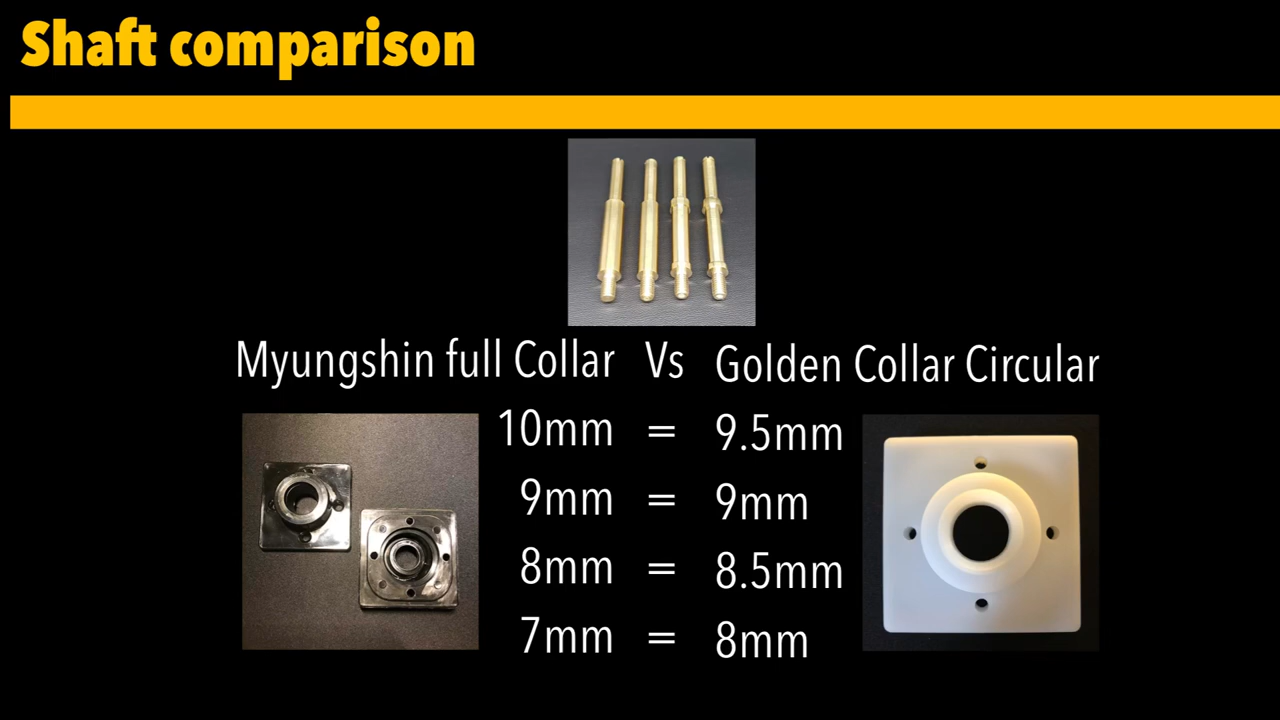 Shaft comparison
Myungshin full Collar Vs Golden Collar Circular
10mm = 9.5mm
9mm = 9mm
8mm = 8.5mm
7mm = 8mm